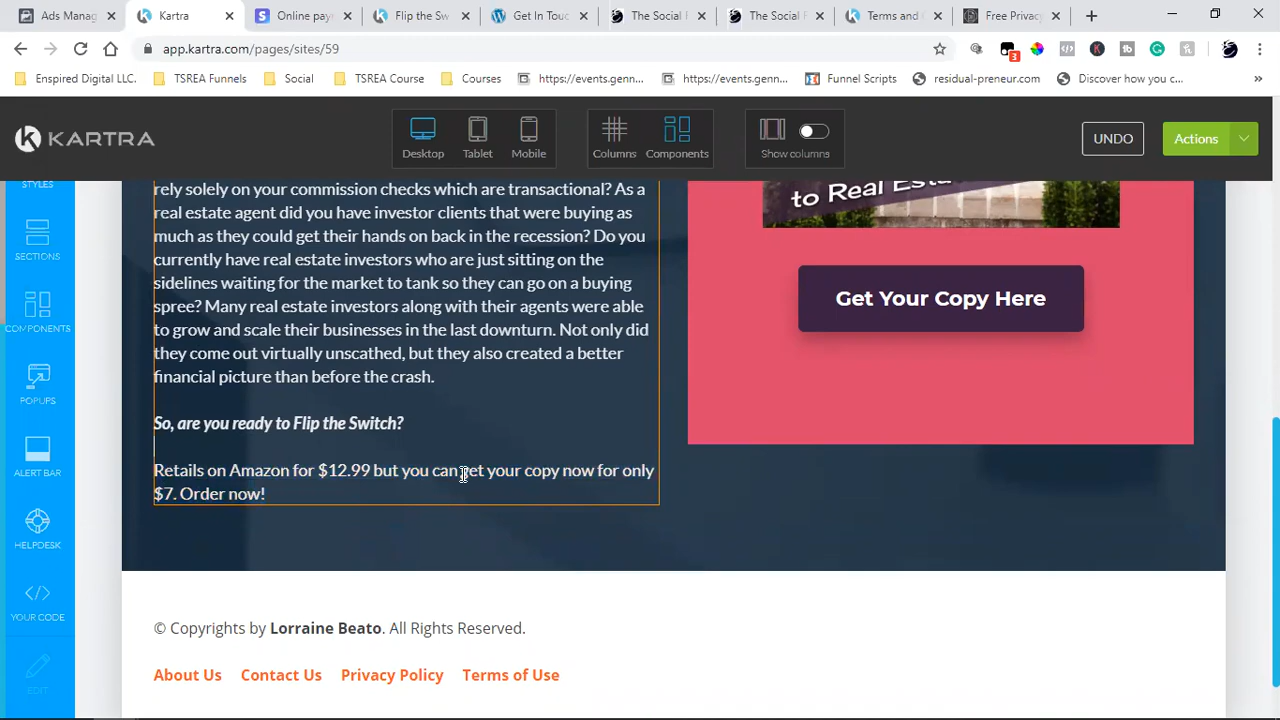 Ads Manag
Kartra
Online payi
Flip the Sw
Get In Touc
The Social F
The Social F
Terms and C
Free Privacy
app.kartra.com/pages/sites/59
3
Enspired Digital LLC.
TSREA Funnels
Social
TSREA Course
Courses
https://events.genn...
https://events.genn...
Funnel Scripts
residual-preneur.com
Discover how you c...
KARTRA
Desktop
Tablet
Mobile
Columns
Components
Show columns
UNDO
Actions
STYLES
SECTIONS
COMPONENTS
POPUPS
ALERT BAR
HELPDESK
YOUR CODE
EDIT
rely solely on your commission checks which are transactional? As a
real estate agent did you have investor clients that were buying as
much as they could get their hands on back in the recession? Do you
currently have real estate investors who are just sitting on the
sidelines waiting for the market to tank so they can go on a buying
spree? Many real estate investors along with their agents were able
to grow and scale their businesses in the last downturn. Not only did
they come out virtually unscathed, but they also created a better
financial picture than before the crash.
So, are you ready to Flip the Switch?
Retails on Amazon for $12.99 but you can get your copy now for only
$7. Order now!
to Real Esta
Get Your Copy Here
© Copyrights by Lorraine Beato. All Rights Reserved.
About Us
Contact Us
Privacy Policy
Terms of Use